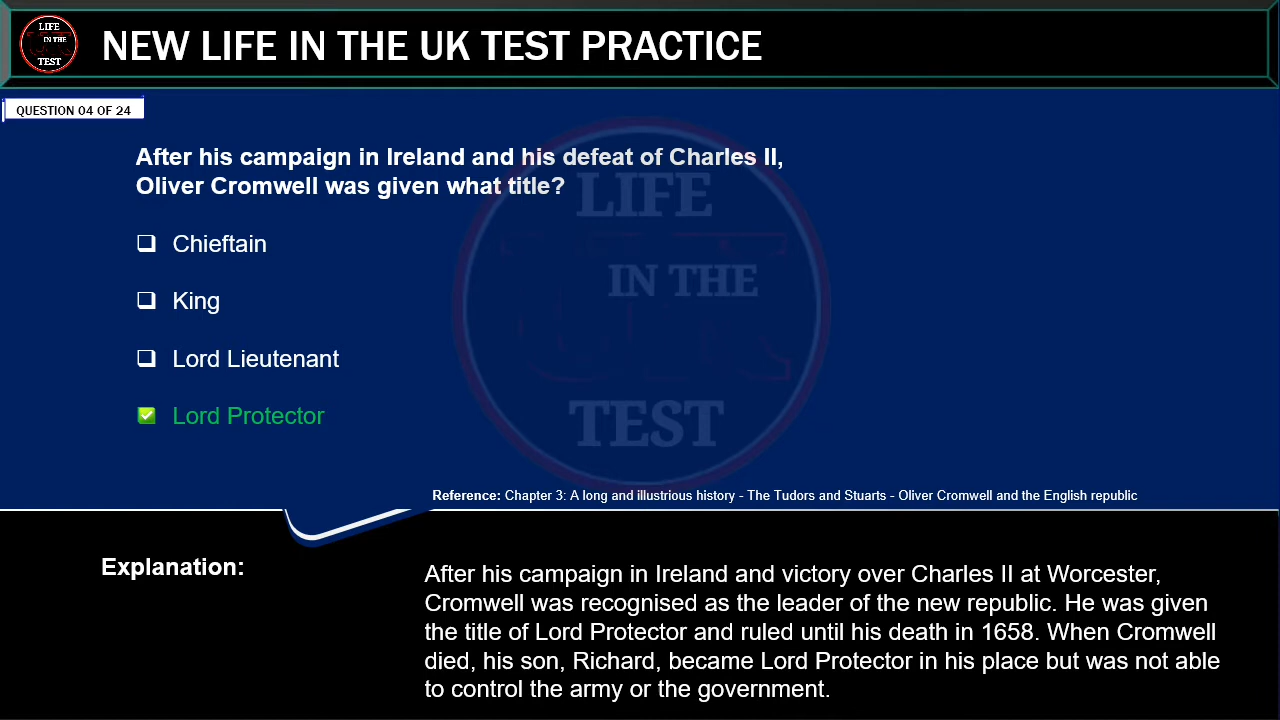 LIFE
IN THE
TEST
NEW LIFE IN THE UK TEST PRACTICE
QUESTION 04 OF 24
After his campaign in Ireland and his defeat of Charles II,
Oliver Cromwell was given what title?
Chieftain
King
Lord Lieutenant
Lord Protector
LIFE
IN THE
UK
TEST
Reference: Chapter 3: A long and illustrious history - The Tudors and Stuarts - Oliver Cromwell and the English republic
Explanation:
After his campaign in Ireland and victory over Charles II at Worcester,
Cromwell was recognised as the leader of the new republic. He was given
the title of Lord Protector and ruled until his death in 1658. When Cromwell
died, his son, Richard, became Lord Protector in his place but was not able
to control the army or the government.